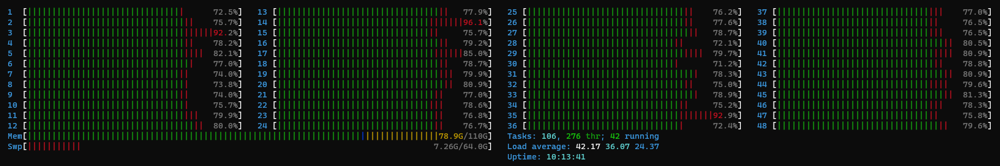 1 [ 72.5%] 13 [ 77.9%] 25 [ 76.2%] 37 [ 77.0%]
2 [ 75.7%] 14 [ 96.1%] 26 [ 77.6%] 38 [ 76.5%]
3 [ 92.2%] 15 [ 75.7%] 27 [ 78.7%] 39 [ 76.5%]
4 [ 78.2%] 16 [ 79.2%] 28 [ 72.1%] 40 [ 80.5%]
5 [ 82.1%] 17 [ 85.0%] 29 [ 79.7%] 41 [ 80.9%]
6 [ 77.0%] 18 [ 78.7%] 30 [ 71.2%] 42 [ 78.8%]
7 [ 74.0%] 19 [ 79.9%] 31 [ 78.3%] 43 [ 80.9%]
8 [ 73.8%] 20 [ 80.9%] 32 [ 75.0%] 44 [ 79.6%]
9 [ 74.0%] 21 [ 77.0%] 33 [ 78.9%] 45 [ 81.3%]
10 [ 75.7%] 22 [ 78.6%] 34 [ 75.2%] 46 [ 78.3%]
11 [ 79.9%] 23 [ 76.8%] 35 [ 92.9%] 47 [ 75.8%]
12 [ 80.0%] 24 [ 76.7%] 36 [ 72.4%] 48 [ 79.6%]
Mem[ 78.9G/110G] Tasks: 106, 276 thr; 42 running
Swp[ 7.26G/64.0G] Load average: 42.17 36.07 24.37
Uptime: 10:13:41